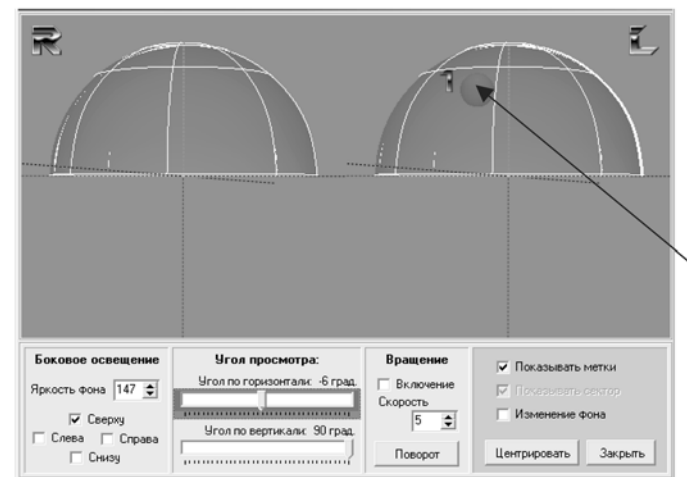 R L
1
Боковое освещение
Яркость фона 147
Сверху
Слева Справа
Снизу
Угол просмотра:
Угол по горизонтали: -6 град.
Угол по вертикали: 90 град.
Вращение
Включение
Скорость
5
Поворот
Показывать метки
Показывать сектор
Изменение фона
Центрировать Закрыть